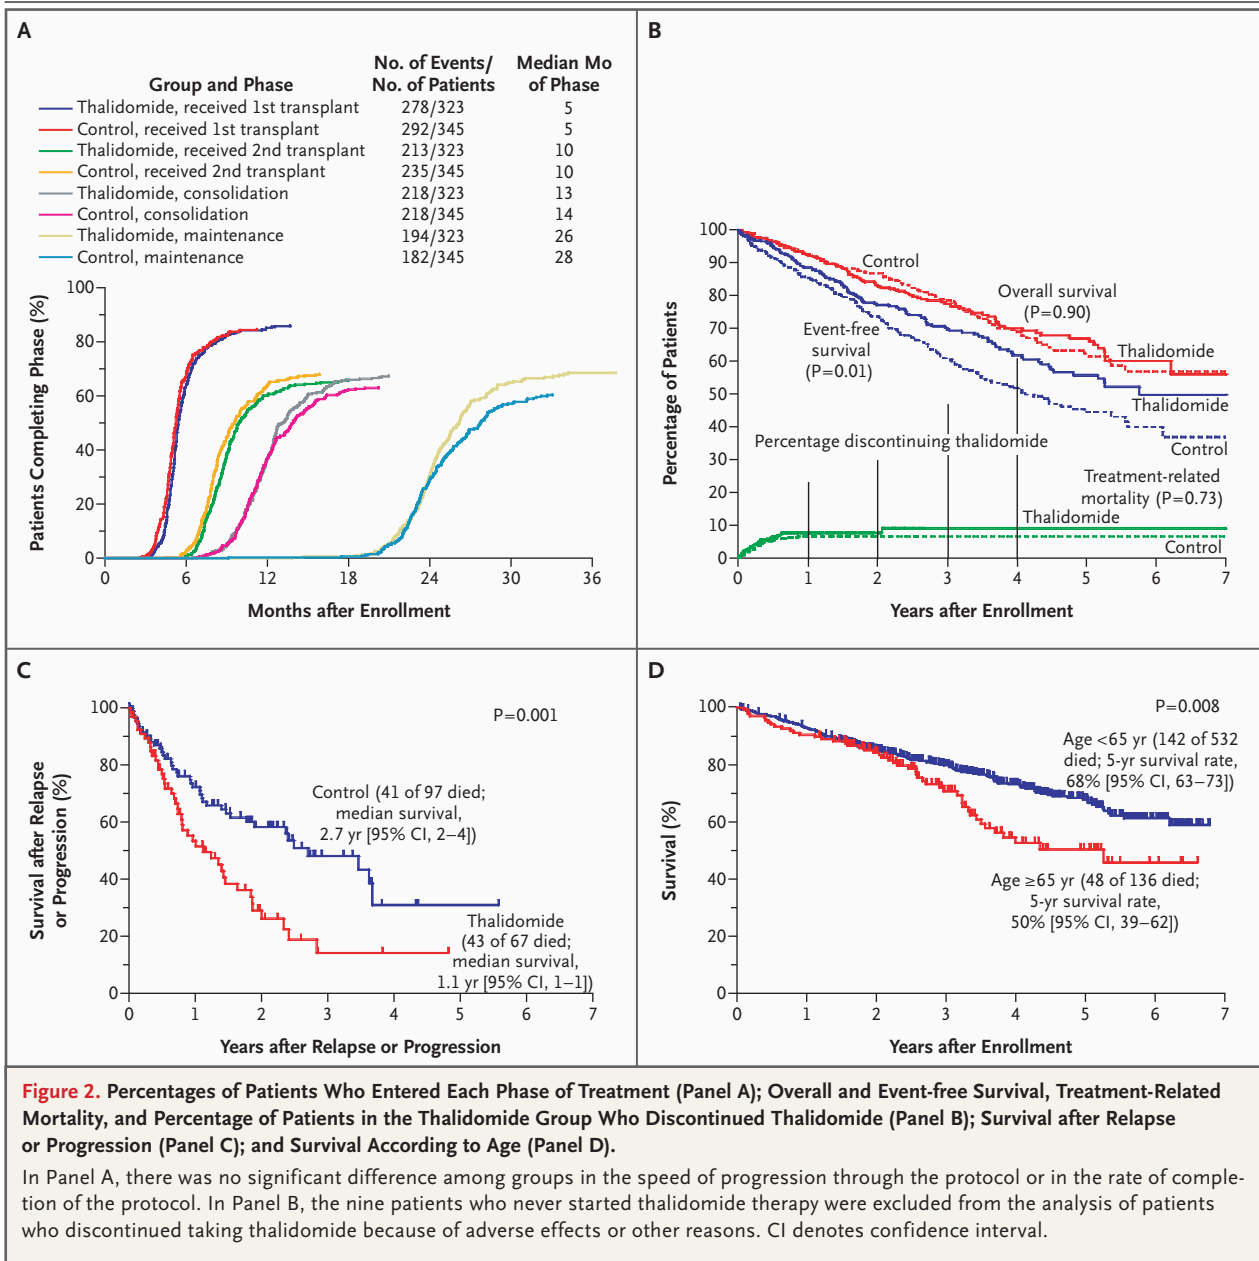 A
No. of Events/ Median Mo
Group and Phase No. of Patients of Phase
Thalidomide, received 1st transplant 278/323 5
Control, received 1st transplant 292/345 5
Thalidomide, received 2nd transplant 213/323 10
Control, received 2nd transplant 235/345 10
Thalidomide, consolidation 218/323 13
Control, consolidation 218/345 14
Thalidomide, maintenance 194/323 26
Control, maintenance 182/345 28
Patients Completing Phase (%)
100
80
60
40
20
0
0 6 12 18 24 30 36
Months after Enrollment
B
Percentage of Patients
100
90
80
70
60
50
40
30
20
10
0
Control
Overall survival
(P=0.90)
Event-free
survival
(P=0.01)
Thalidomide
Thalidomide
Control
Percentage discontinuing thalidomide
Treatment-related
mortality (P=0.73)
Thalidomide
Control
0 1 2 3 4 5 6 7
Years after Enrollment
C
Survival after Relapse
or Progression (%)
100
80
60
40
20
0
P=0.001
Control (41 of 97 died;
median survival,
2.7 yr [95% CI, 2–4])
Thalidomide
(43 of 67 died;
median survival,
1.1 yr [95% CI, 1–1])
0 1 2 3 4 5 6 7
Years after Relapse or Progression
D
Survival (%)
100
80
60
40
20
0
P=0.008
Age <65 yr (142 of 532
died; 5-yr survival rate,
68% [95% CI, 63–73])
Age ≥65 yr (48 of 136 died;
5-yr survival rate,
50% [95% CI, 39–62])
0 1 2 3 4 5 6 7
Years after Enrollment
Figure 2. Percentages of Patients Who Entered Each Phase of Treatment (Panel A); Overall and Event-free Survival, Treatment-Related
Mortality, and Percentage of Patients in the Thalidomide Group Who Discontinued Thalidomide (Panel B); Survival after Relapse
or Progression (Panel C); and Survival According to Age (Panel D).
In Panel A, there was no significant difference among groups in the speed of progression through the protocol or in the rate of comple-
tion of the protocol. In Panel B, the nine patients who never started thalidomide therapy were excluded from the analysis of patients
who discontinued taking thalidomide because of adverse effects or other reasons. CI denotes confidence interval.